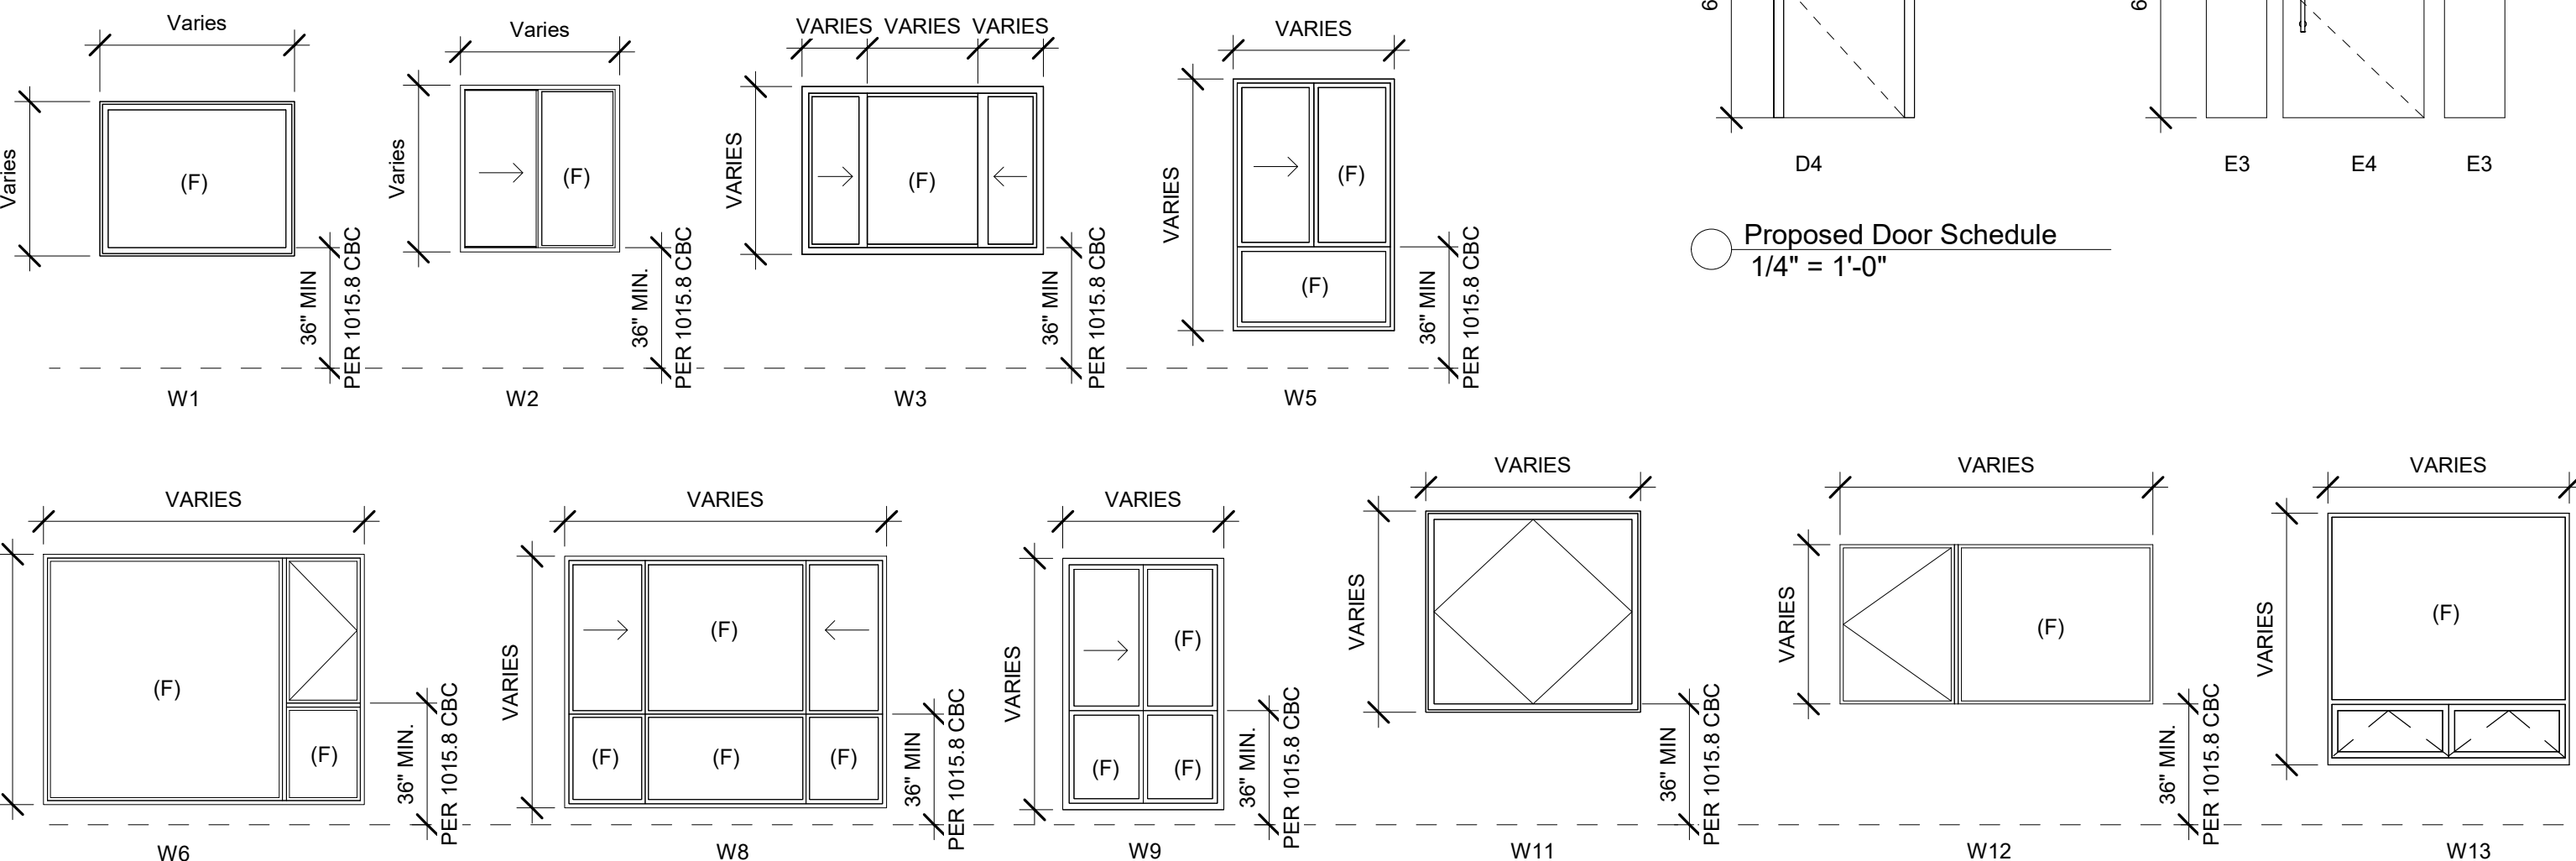 Varies
Varies
(F)
36" MIN
PER 1015.8 CBC
W1
Varies
Varies
(F)
36" MIN.
PER 1015.8 CBC
W2
VARIES VARIES VARIES
VARIES
(F)
36" MIN
PER 1015.8 CBC
W3
VARIES
VARIES
(F)
(F)
36" MIN
PER 1015.8 CBC
W5
6
D4
6
E3
E4
E3
Proposed Door Schedule
1/4" = 1'-0"
VARIES
(F)
(F)
36" MIN.
PER 1015.8 CBC
W6
VARIES
VARIES
(F)
(F)
(F)
(F)
36" MIN
PER 1015.8 CBC
W8
VARIES
VARIES
(F)
(F)
(F)
36" MIN.
PER 1015.8 CBC
W9
VARIES
VARIES
36" MIN
PER 1015.8 CBC
W11
VARIES
VARIES
(F)
36" MIN.
PER 1015.8 CBC
W12
VARIES
VARIES
(F)
W13